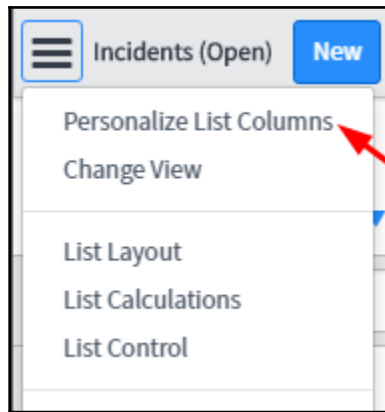 Incidents (Open) New
Personalize List Columns
Change View
List Layout
List Calculations
List Control